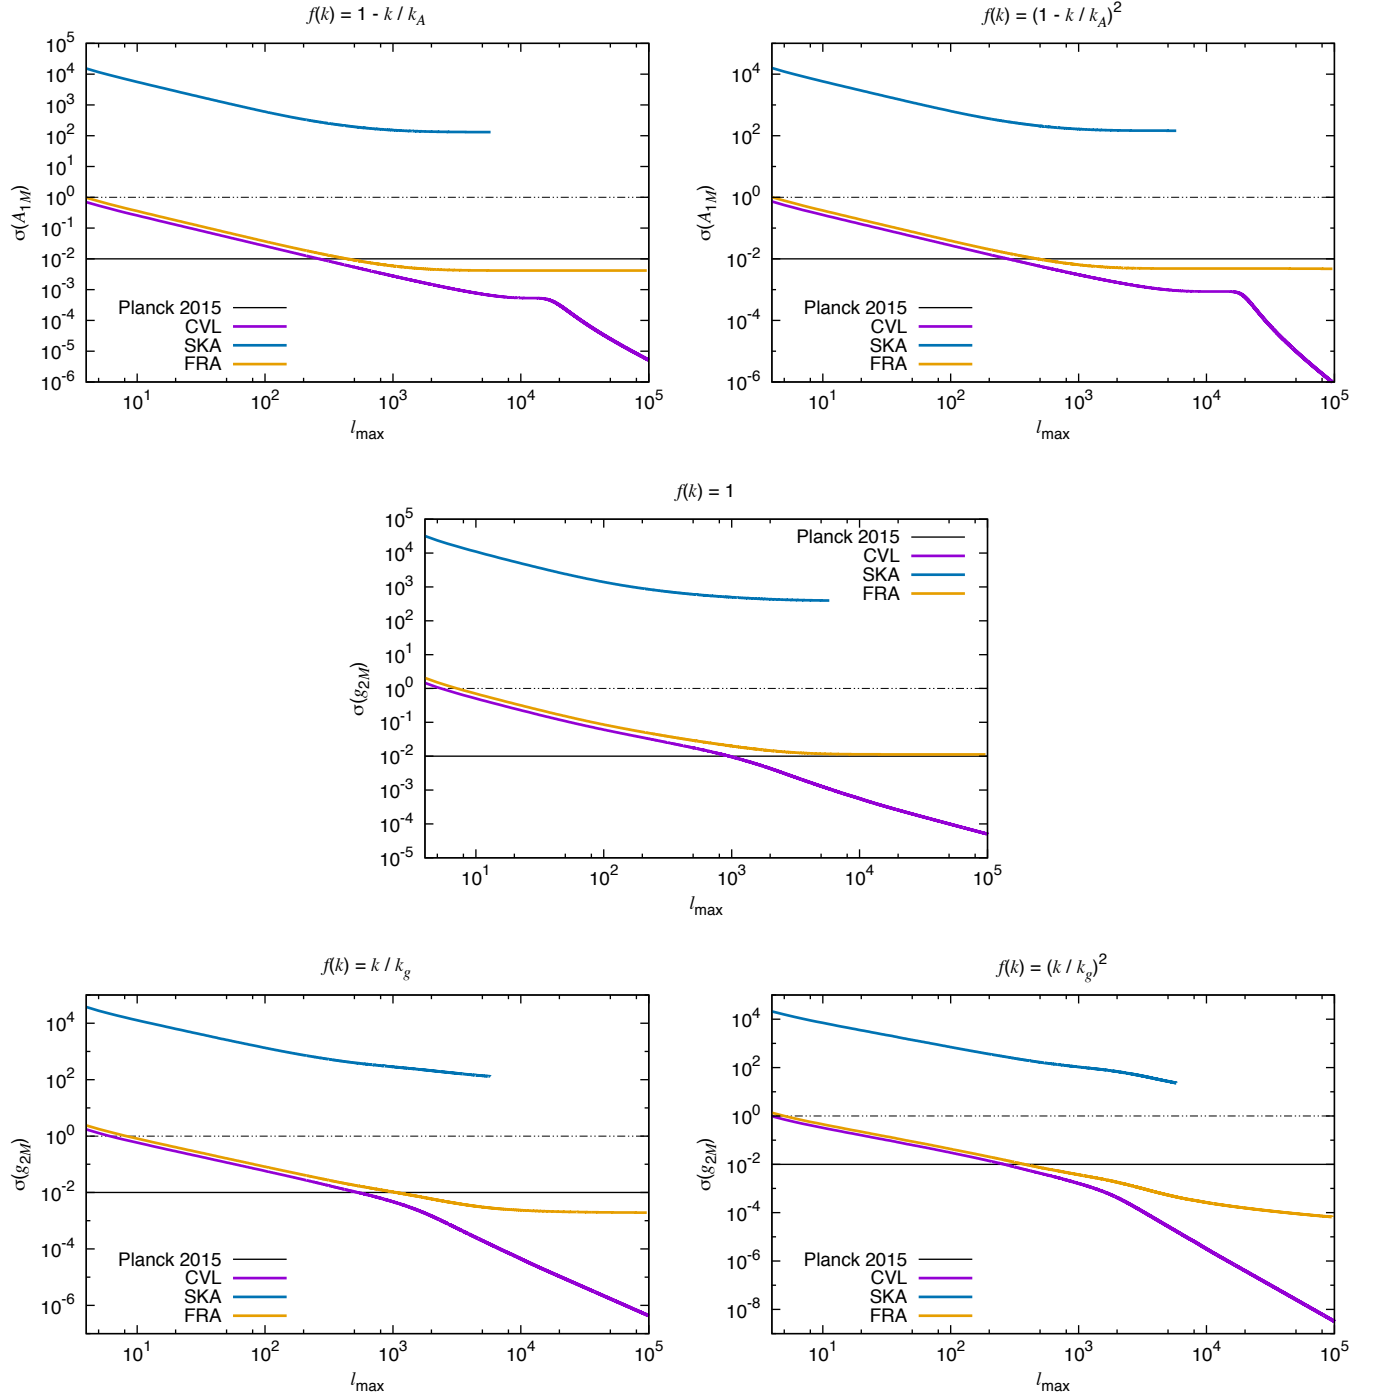 f(k) = 1 - k / k_A
10^5
10^4
10^3
10^2
10^1
10^0
10^-1
10^-2
10^-3
10^-4
10^-5
10^-6
σ(A_1M)
Planck 2015
CVL
SKA
FRA
10^1 10^2 10^3 10^4 10^5
l_max
f(k) = (1 - k / k_A)^2
10^4
10^2
10^0
10^-2
10^-4
10^-6
σ(A_1M)
Planck 2015
CVL
SKA
FRA
10^1 10^2 10^3 10^4 10^5
l_max
f(k) = 1
10^5
10^4
10^3
10^2
10^1
10^0
10^-1
10^-2
10^-3
10^-4
10^-5
σ(g_2M)
Planck 2015
CVL
SKA
FRA
10^1 10^2 10^3 10^4 10^5
l_max
f(k) = k / k_g
10^4
10^2
10^0
10^-2
10^-4
10^-6
σ(g_2M)
Planck 2015
CVL
SKA
FRA
10^1 10^2 10^3 10^4 10^5
l_max
f(k) = (k / k_g)^2
10^4
10^2
10^0
10^-2
10^-4
10^-6
10^-8
σ(g_2M)
Planck 2015
CVL
SKA
FRA
10^1 10^2 10^3 10^4 10^5
l_max